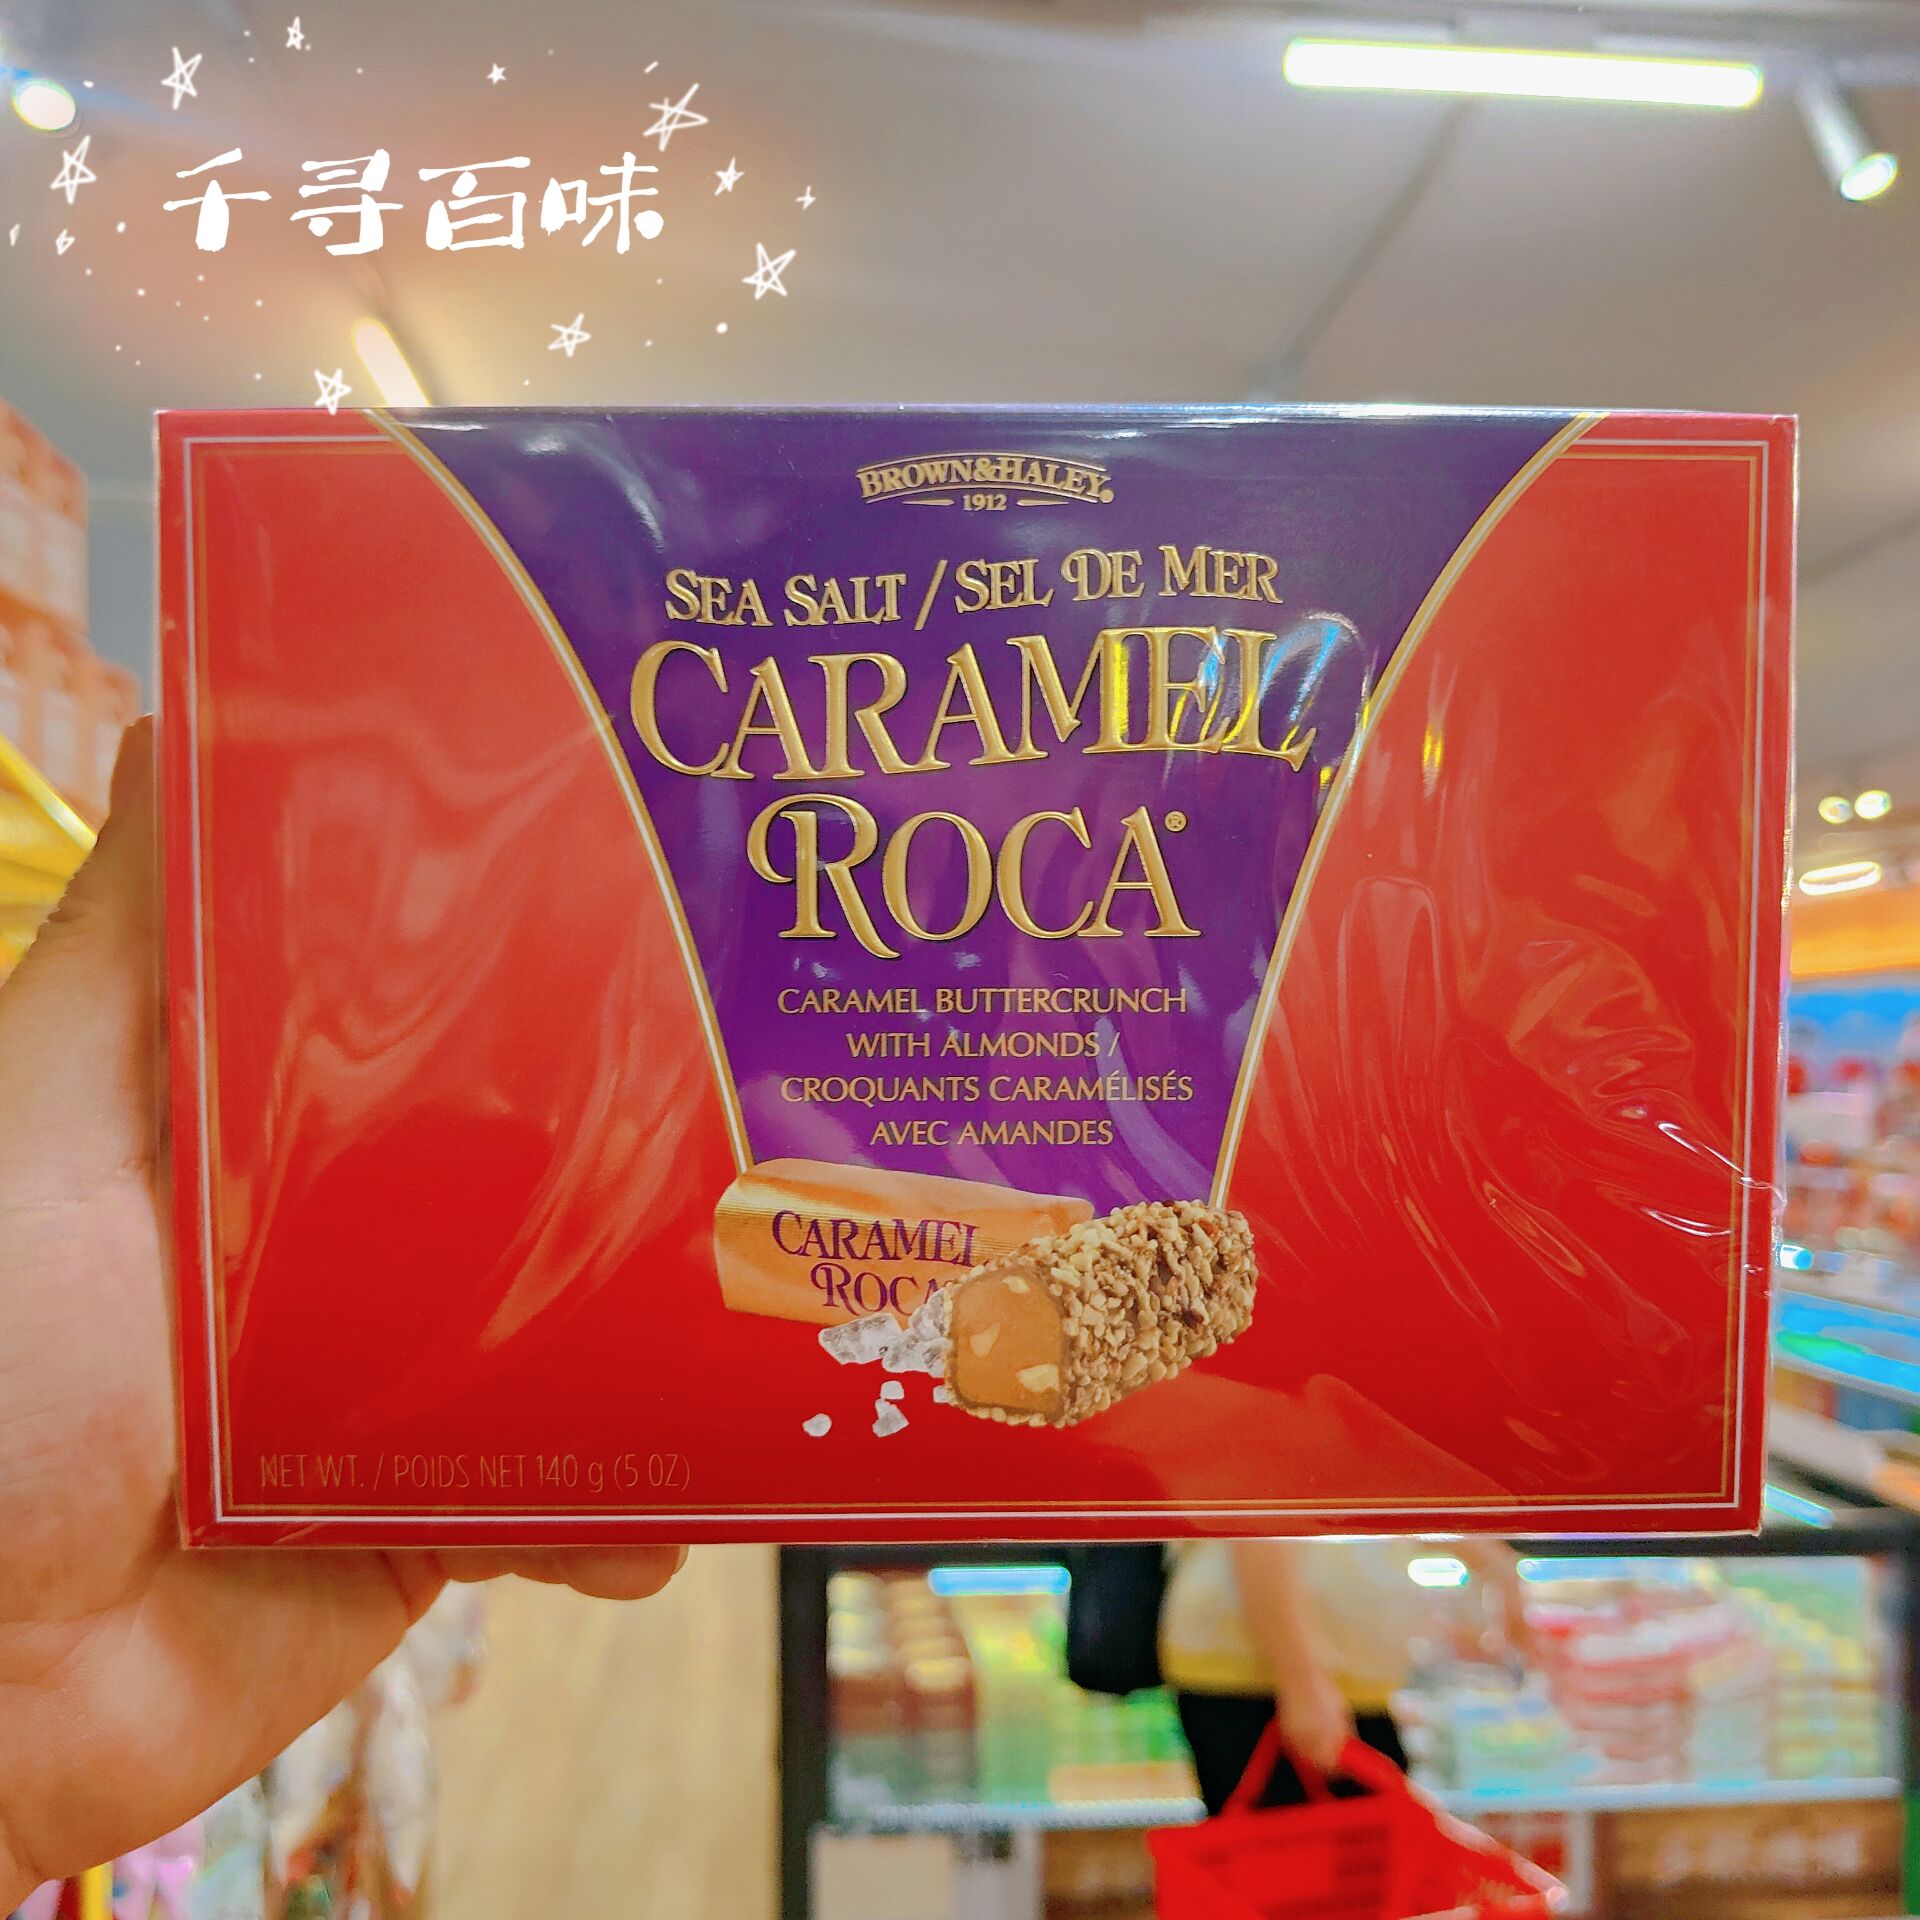 千寻百味
BROWN&HALEY®
1912
SEA SALT / SEL DE MER
CARAMEL
ROCA®
CARAMEL BUTTERCRUNCH
WITH ALMONDS /
CROQUANTS CARAMÉLISÉS
AVEC AMANDES
CARAMEL
ROCA
NET WT. / POIDS NET 140 g (5 OZ)